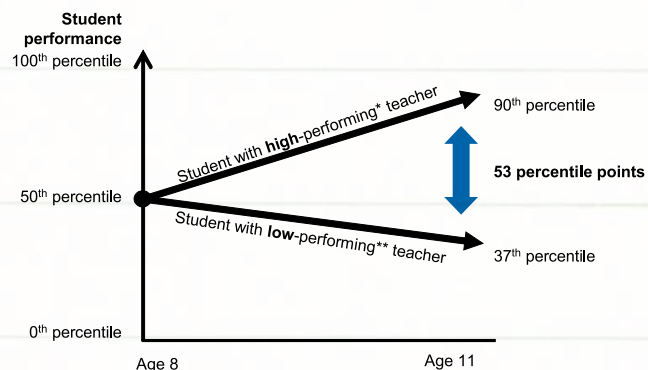 Student
performance
100th percentile
Student with high-performing* teacher
90th percentile
53 percentile points
50th percentile
Student with low-performing** teacher
37th percentile
0th percentile
Age 8
Age 11